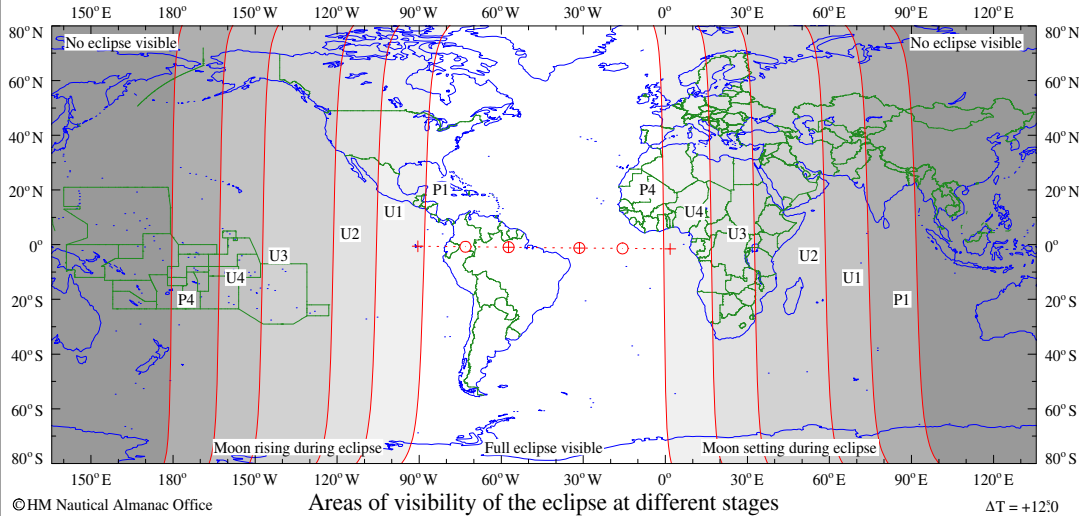 150°E 180° 150°W 120°W 90°W 60°W 30°W 0° 30°E 60°E 90°E 120°E
80°N 80°N
No eclipse visible No eclipse visible
60°N 60°N
40°N 40°N
20°N P1 P4 20°N
U1 U4
U2 U3
0° 0°
U3 U2
U4 U1
P4 P1
20°S 20°S
40°S 40°S
60°S 60°S
Moon rising during eclipse Full eclipse visible Moon setting during eclipse
80°S 80°S
150°E 180° 150°W 120°W 90°W 60°W 30°W 0° 30°E 60°E 90°E 120°E
©HM Nautical Almanac Office Areas of visibility of the eclipse at different stages ΔT = +12ˢ.0